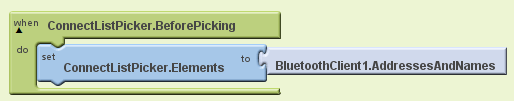 when ConnectListPicker.BeforePicking
do set ConnectListPicker.Elements to BluetoothClient1.AddressesAndNames